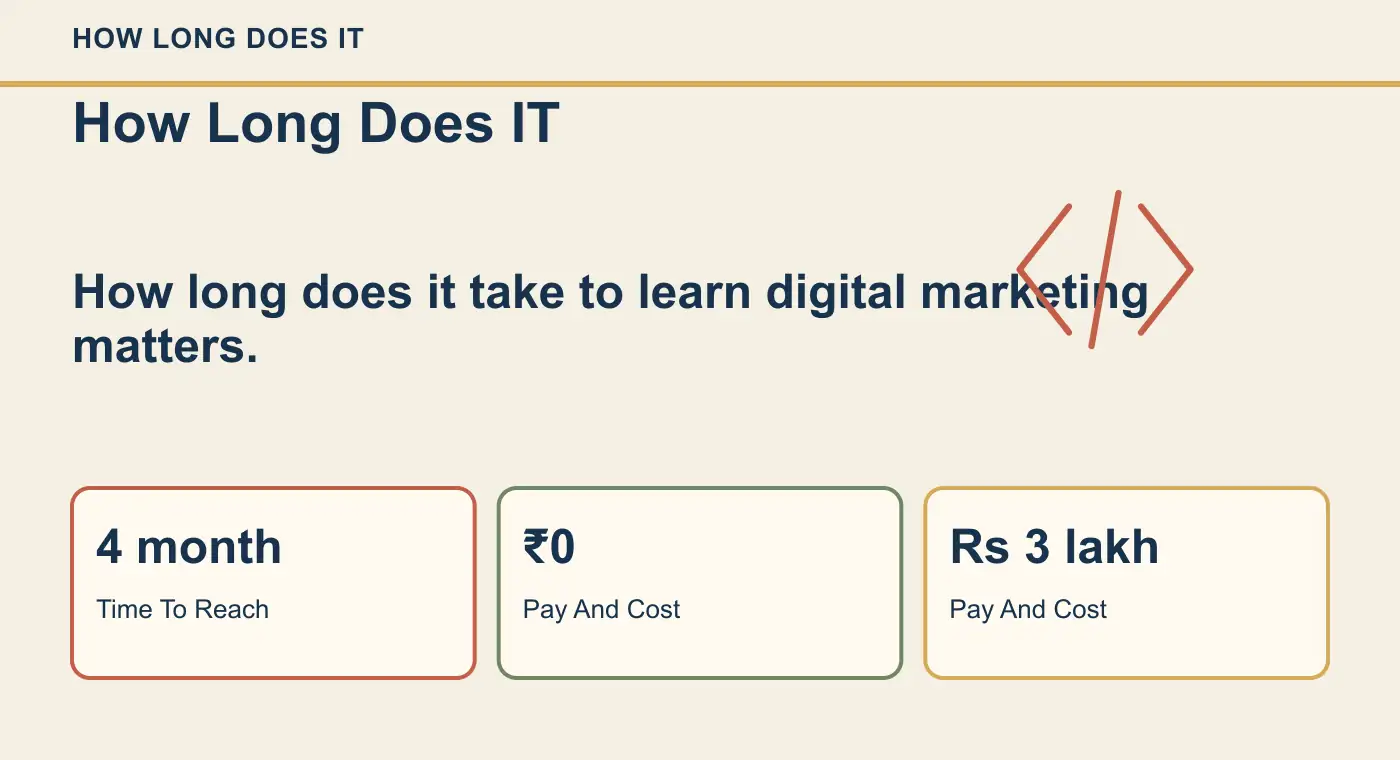 HOW LONG DOES IT
How Long Does IT
How long does it take to learn digital marketing
matters.
4 month
Time To Reach
₹0
Pay And Cost
Rs 3 lakh
Pay And Cost